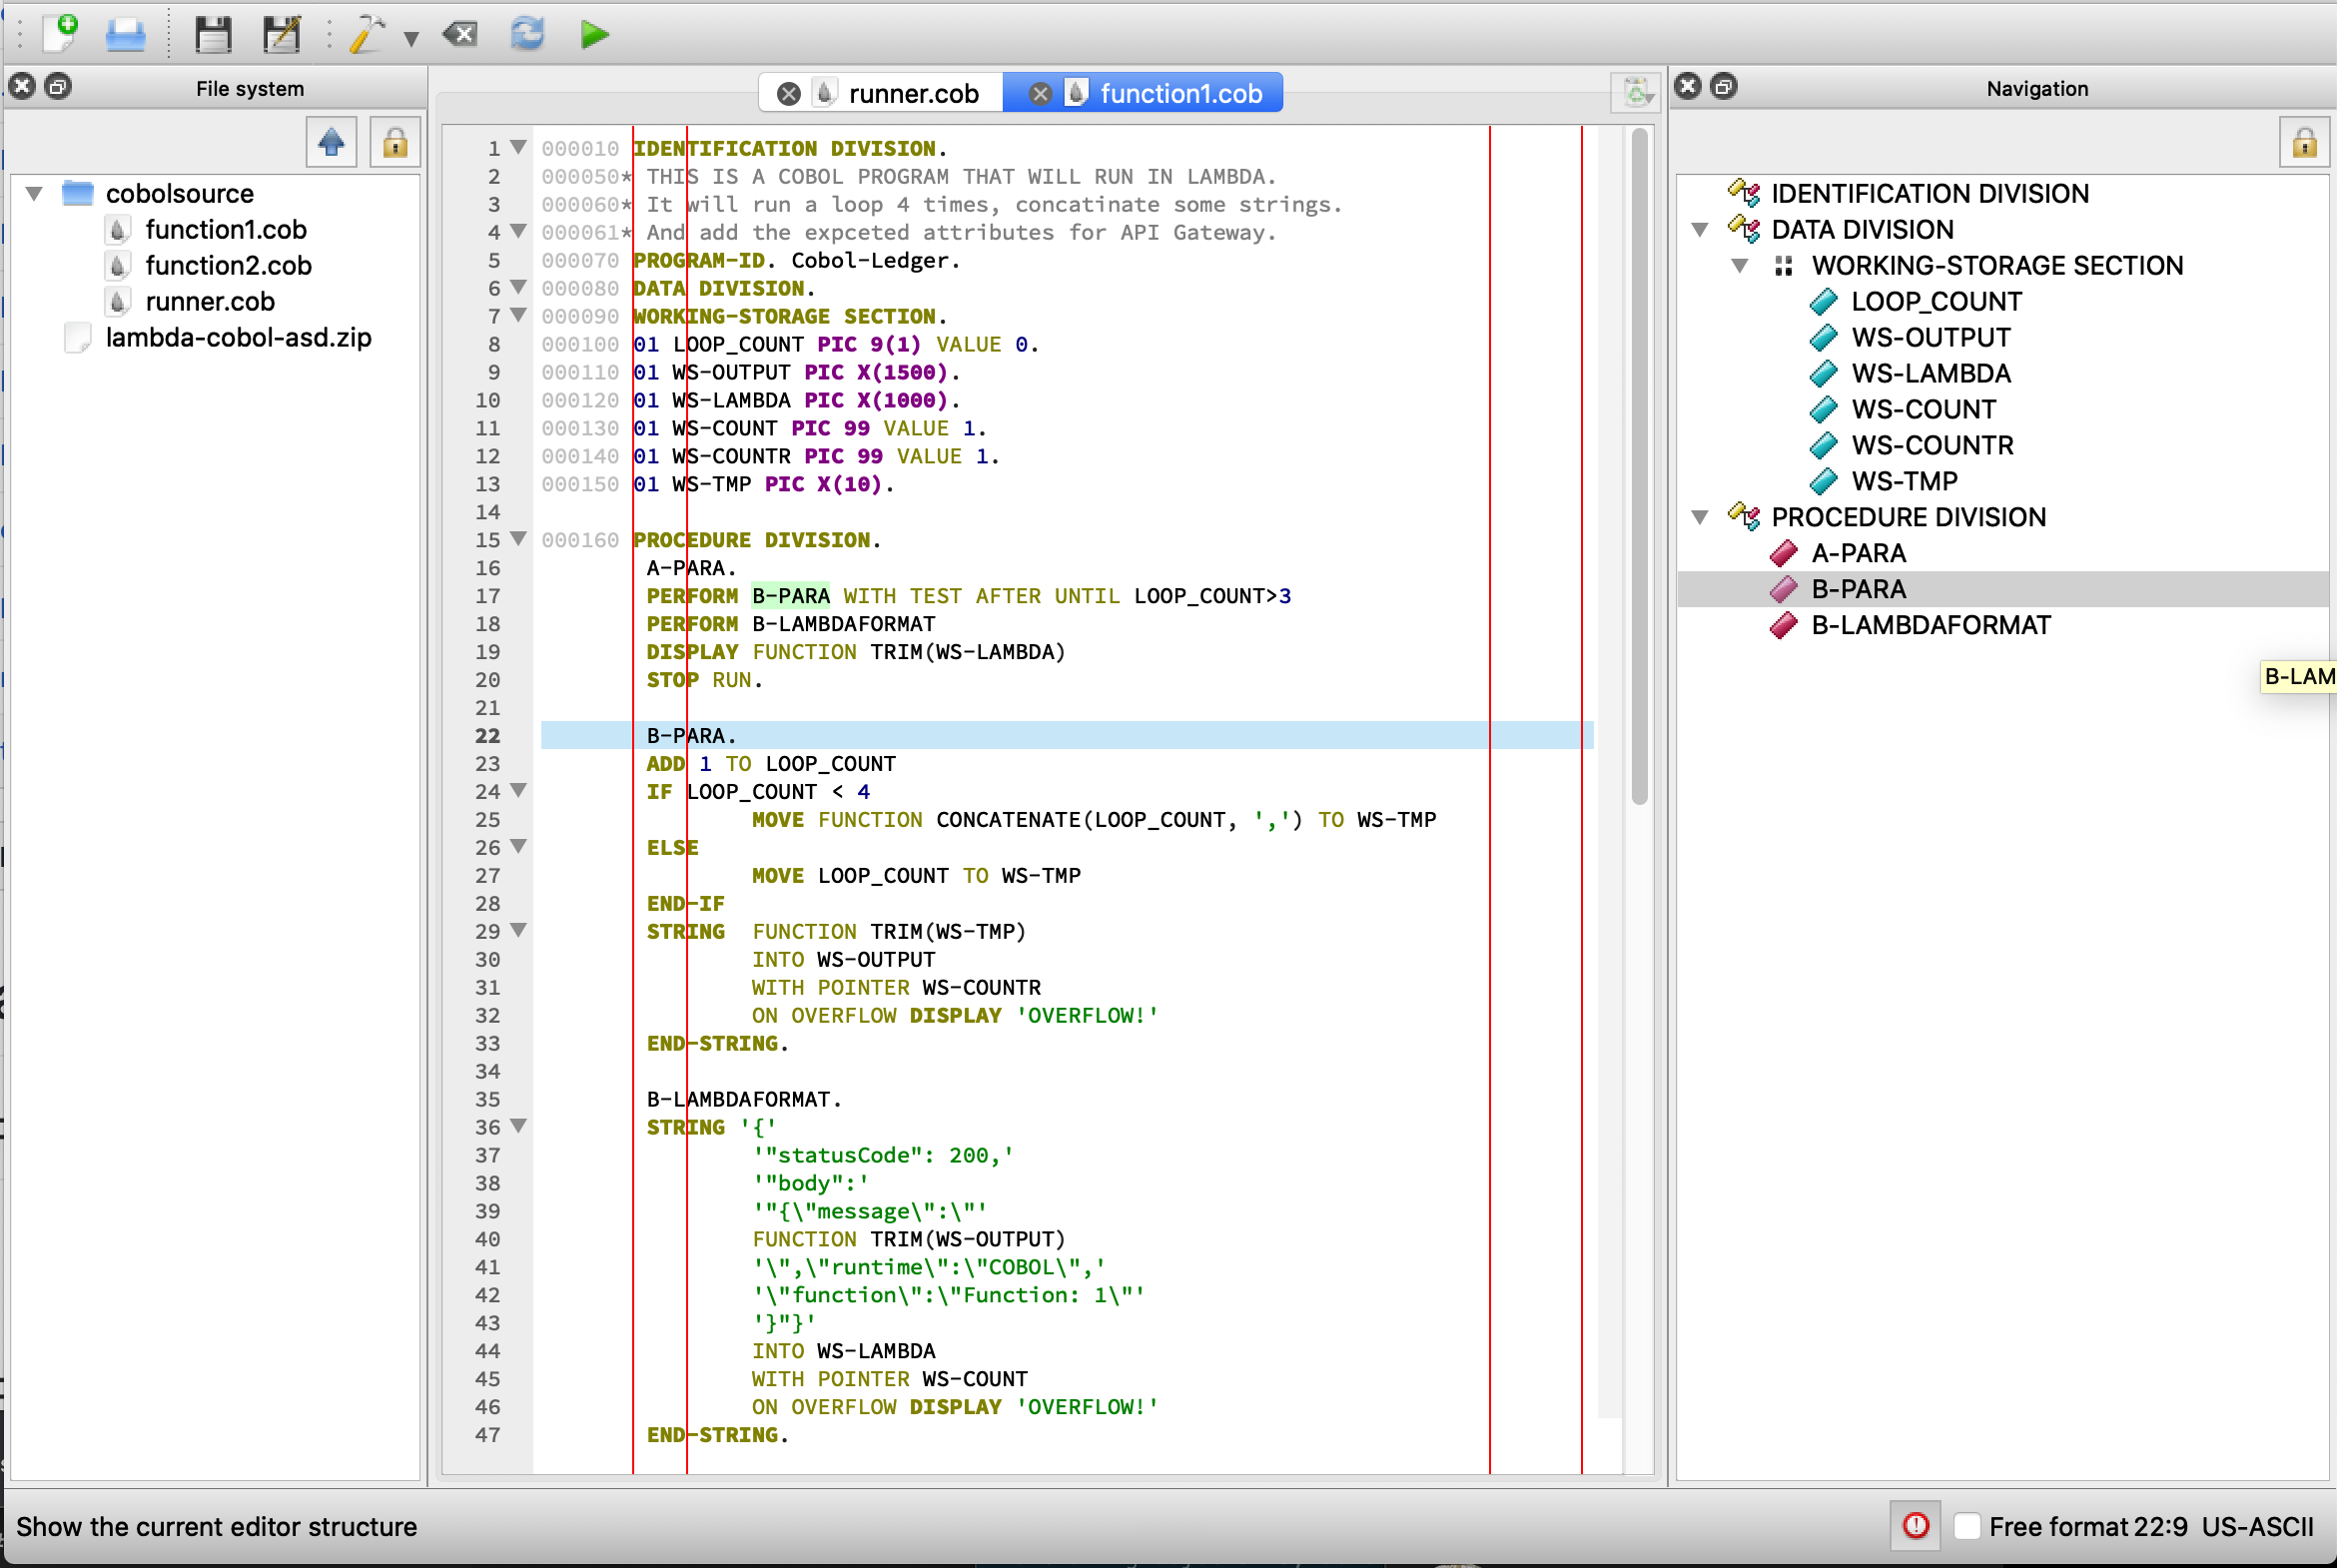 File system
cobolsource
function1.cob
function2.cob
runner.cob
lambda-cobol-asd.zip
runner.cob
function1.cob
1 000010 IDENTIFICATION DIVISION.
2 000050* THIS IS A COBOL PROGRAM THAT WILL RUN IN LAMBDA.
3 000060* It will run a loop 4 times, concatinate some strings.
4 000061* And add the expceted attributes for API Gateway.
5 000070 PROGRAM-ID. Cobol-Ledger.
6 000080 DATA DIVISION.
7 000090 WORKING-STORAGE SECTION.
8 000100 01 LOOP_COUNT PIC 9(1) VALUE 0.
9 000110 01 WS-OUTPUT PIC X(1500).
10 000120 01 WS-LAMBDA PIC X(1000).
11 000130 01 WS-COUNT PIC 99 VALUE 1.
12 000140 01 WS-COUNTR PIC 99 VALUE 1.
13 000150 01 WS-TMP PIC X(10).
14
15 000160 PROCEDURE DIVISION.
16 A-PARA.
17 PERFORM B-PARA WITH TEST AFTER UNTIL LOOP_COUNT>3
18 PERFORM B-LAMBDAFORMAT
19 DISPLAY FUNCTION TRIM(WS-LAMBDA)
20 STOP RUN.
21
22 B-PARA.
23 ADD 1 TO LOOP_COUNT
24 IF LOOP_COUNT < 4
25 MOVE FUNCTION CONCATENATE(LOOP_COUNT, ',') TO WS-TMP
26 ELSE
27 MOVE LOOP_COUNT TO WS-TMP
28 END-IF
29 STRING FUNCTION TRIM(WS-TMP)
30 INTO WS-OUTPUT
31 WITH POINTER WS-COUNTR
32 ON OVERFLOW DISPLAY 'OVERFLOW!'
33 END-STRING.
34
35 B-LAMBDAFORMAT.
36 STRING '{'
37 '"statusCode": 200,'
38 '"body":'
39 '"{\"message\":\"'
40 FUNCTION TRIM(WS-OUTPUT)
41 '\",\"runtime\":\"COBOL\",'
42 '\"function\":\"Function: 1\"'
43 '}"}'
44 INTO WS-LAMBDA
45 WITH POINTER WS-COUNT
46 ON OVERFLOW DISPLAY 'OVERFLOW!'
47 END-STRING.
Navigation
IDENTIFICATION DIVISION
DATA DIVISION
WORKING-STORAGE SECTION
LOOP_COUNT
WS-OUTPUT
WS-LAMBDA
WS-COUNT
WS-COUNTR
WS-TMP
PROCEDURE DIVISION
A-PARA
B-PARA
B-LAMBDAFORMAT
B-LAM
Show the current editor structure
Free format 22:9 US-ASCII